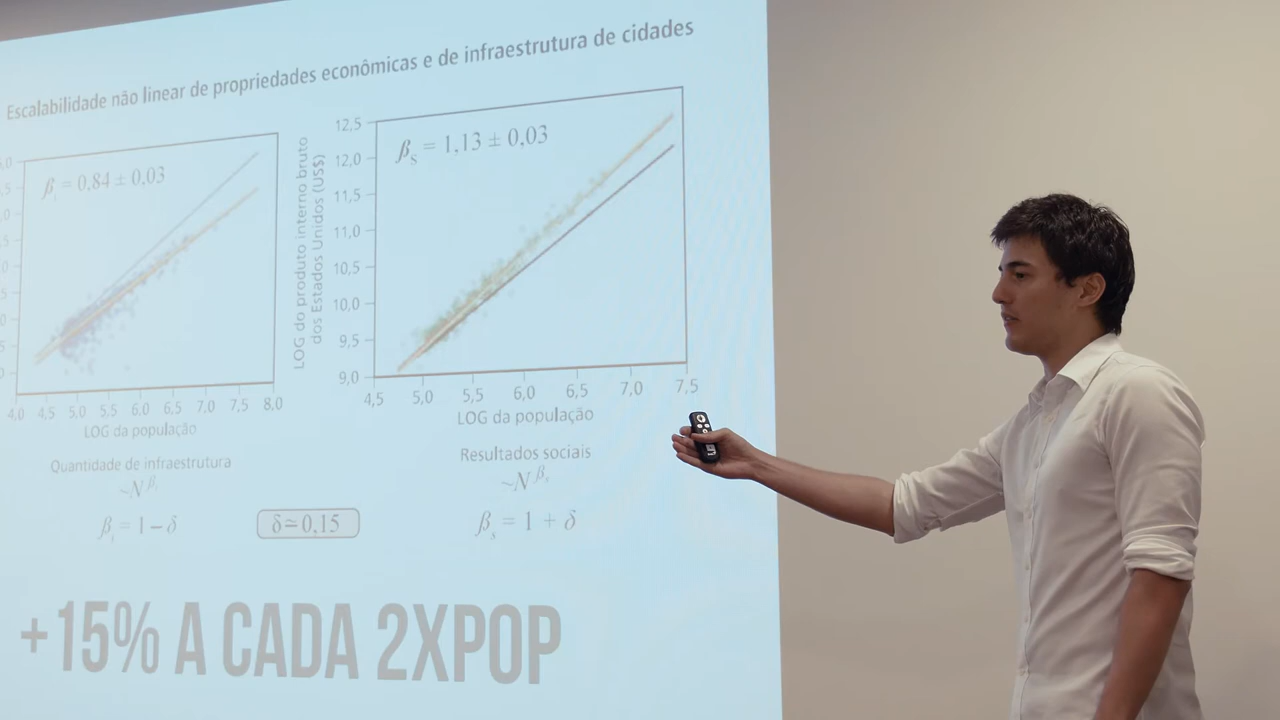 Escalabilidade não linear de propriedades econômicas e de infraestrutura de cidades
β = 0,84 ± 0,03
4,0 4,5 5,0 5,5 6,0 6,5 7,0 7,5 8,0
LOG da população
Quantidade de infraestrutura
~N^βi
βi = 1 – δ
LOG do produto interno bruto
dos Estados Unidos (US$)
βs = 1,13 ± 0,03
12,5
12,0
11,5
11,0
10,5
10,0
9,5
9,0
4,5 5,0 5,5 6,0 6,5 7,0 7,5
LOG da população
Resultados sociais
~N^βs
βs = 1 + δ
δ≃0,15
+15% A CADA 2XPOP